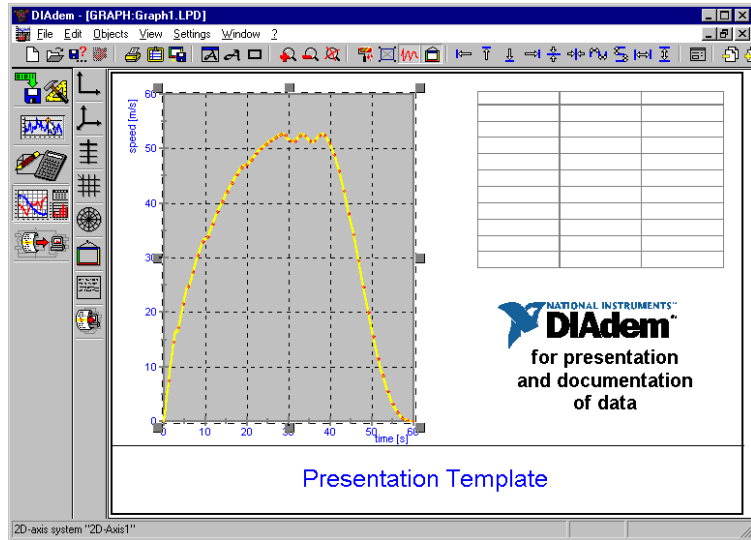 DIAdem - [GRAPH:Graph1.LPD]
File Edit Objects View Settings Window ?
speed [m/s]
60
50
40
30
20
10
0
0 10 20 30 40 50 60
time [s]
NATIONAL INSTRUMENTS™
DIAdem™
for presentation
and documentation
of data
Presentation Template
2D-axis system "2D-Axis1"